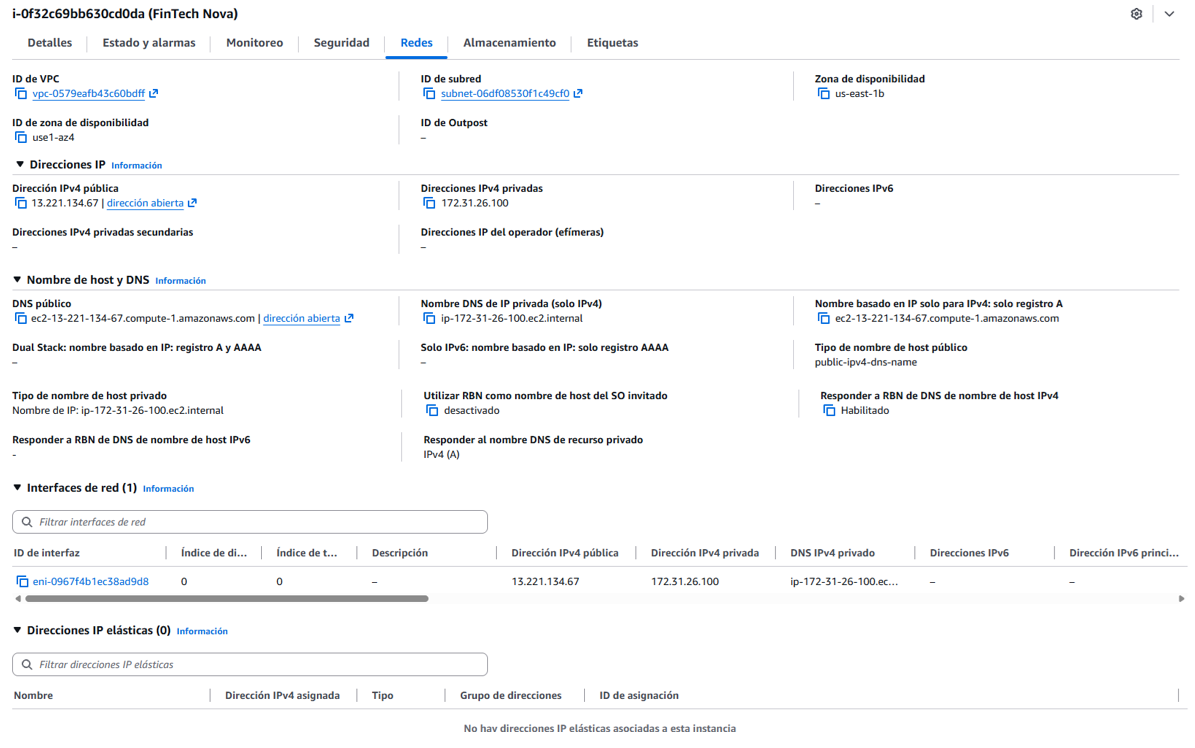 i-0f32c69bb630cd0da (FinTech Nova)
Detalles Estado y alarmas Monitoreo Seguridad Redes Almacenamiento Etiquetas
ID de VPC ID de subred Zona de disponibilidad
vpc-0579eafb43c60bdff subnet-06df08530f1c49cf0 us-east-1b
ID de zona de disponibilidad ID de Outpost
use1-az4 –
Direcciones IP Información
Dirección IPv4 pública Direcciones IPv4 privadas Direcciones IPv6
13.221.134.67 | dirección abierta 172.31.26.100 –
Direcciones IPv4 privadas secundarias Direcciones IP del operador (efímeras)
– –
Nombre de host y DNS Información
DNS público Nombre DNS de IP privada (solo IPv4) Nombre basado en IP solo para IPv4: solo registro A
ec2-13-221-134-67.compute-1.amazonaws.com | dirección abierta ip-172-31-26-100.ec2.internal ec2-13-221-134-67.compute-1.amazonaws.com
Dual Stack: nombre basado en IP: registro A y AAAA Solo IPv6: nombre basado en IP: solo registro AAAA Tipo de nombre de host público
– – public-ipv4-dns-name
Tipo de nombre de host privado Utilizar RBN como nombre de host del SO invitado Responder a RBN de DNS de nombre de host IPv4
Nombre de IP: ip-172-31-26-100.ec2.internal desactivado Habilitado
Responder a RBN de DNS de nombre de host IPv6 Responder al nombre DNS de recurso privado
- IPv4 (A)
Interfaces de red (1) Información
Filtrar interfaces de red
ID de interfaz Índice de di... Índice de t... Descripción Dirección IPv4 pública Dirección IPv4 privada DNS IPv4 privado Direcciones IPv6 Dirección IPv6 princi...
eni-0967f4b1ec38ad9d8 0 0 – 13.221.134.67 172.31.26.100 ip-172-31-26-100.ec... – –
Direcciones IP elásticas (0) Información
Filtrar direcciones IP elásticas
Nombre Dirección IPv4 asignada Tipo Grupo de direcciones ID de asignación
No hay direcciones IP elásticas asociadas a esta instancia